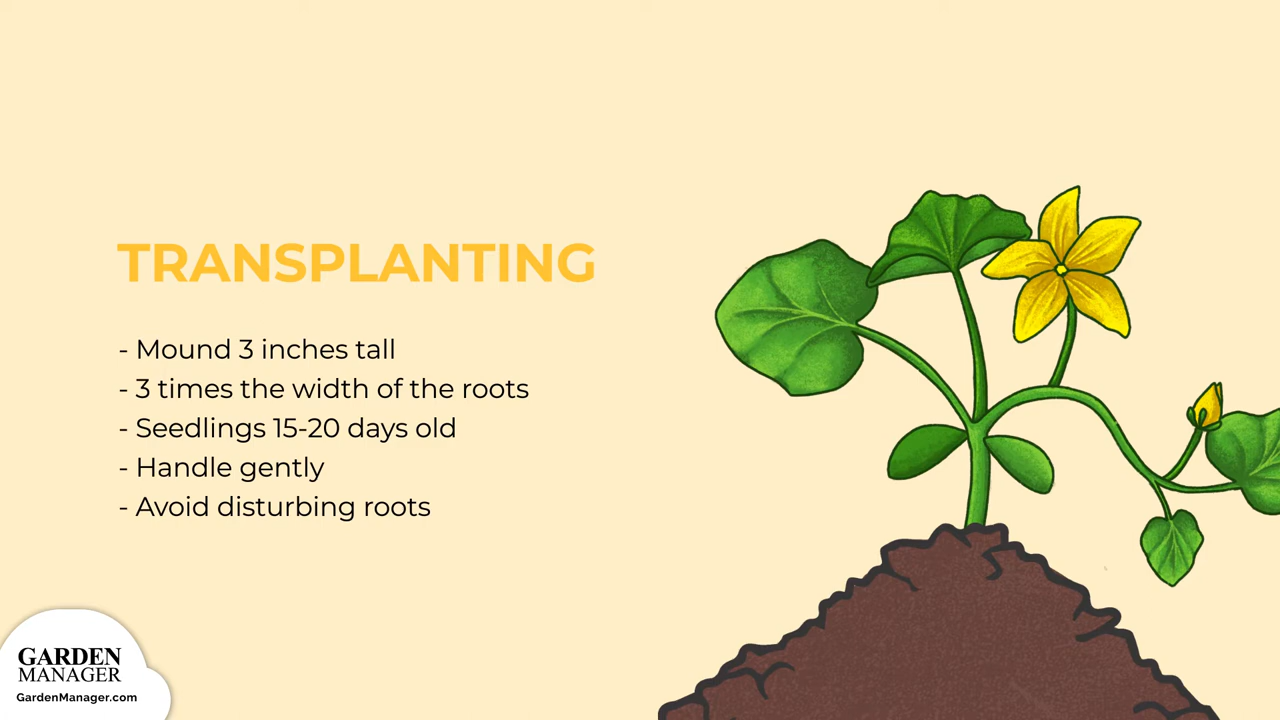 TRANSPLANTING
- Mound 3 inches tall
- 3 times the width of the roots
- Seedlings 15-20 days old
- Handle gently
- Avoid disturbing roots
GARDEN
MANAGER
GardenManager.com